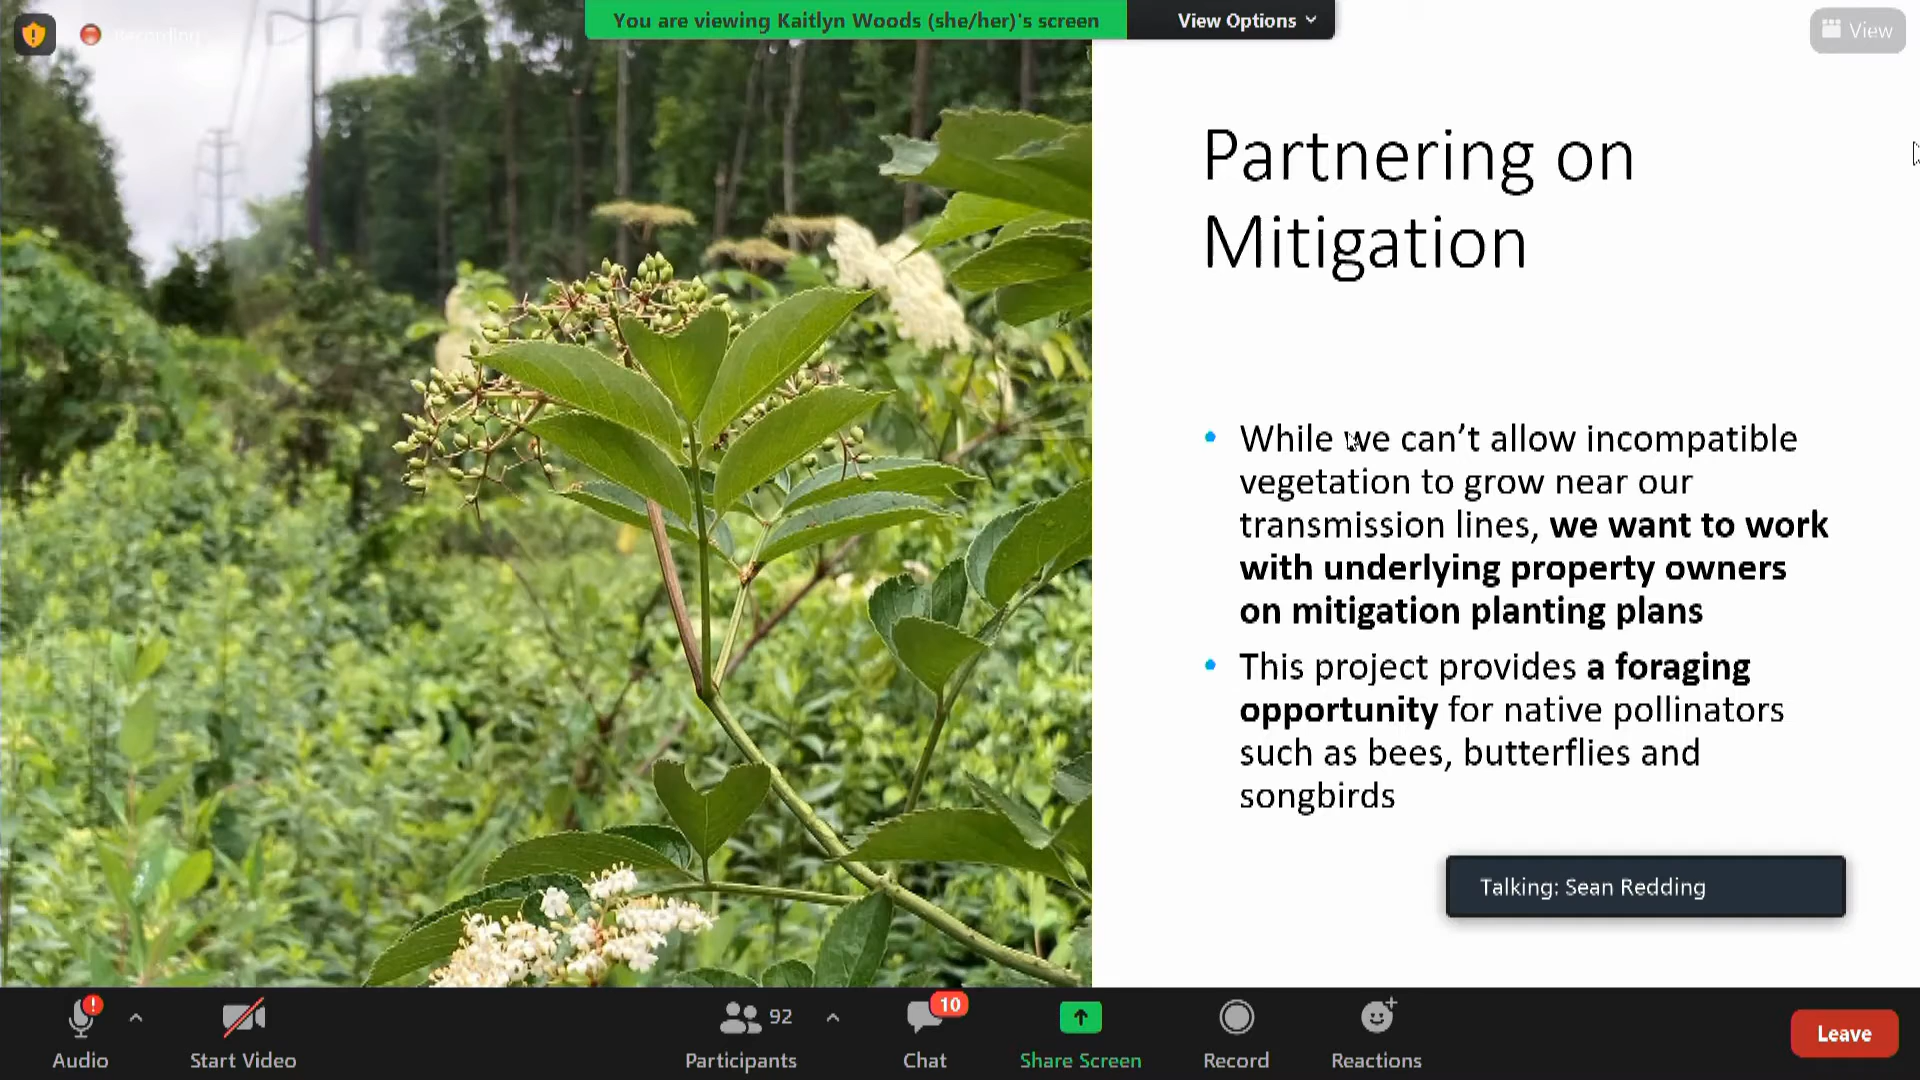 Recording
You are viewing Kaitlyn Woods (she/her)'s screen
View Options
View
Partnering on
Mitigation
• While we can't allow incompatible
vegetation to grow near our
transmission lines, we want to work
with underlying property owners
on mitigation planting plans
• This project provides a foraging
opportunity for native pollinators
such as bees, butterflies and
songbirds
Talking: Sean Redding
Audio
Start Video
92
Participants
10
Chat
Share Screen
Record
Reactions
Leave